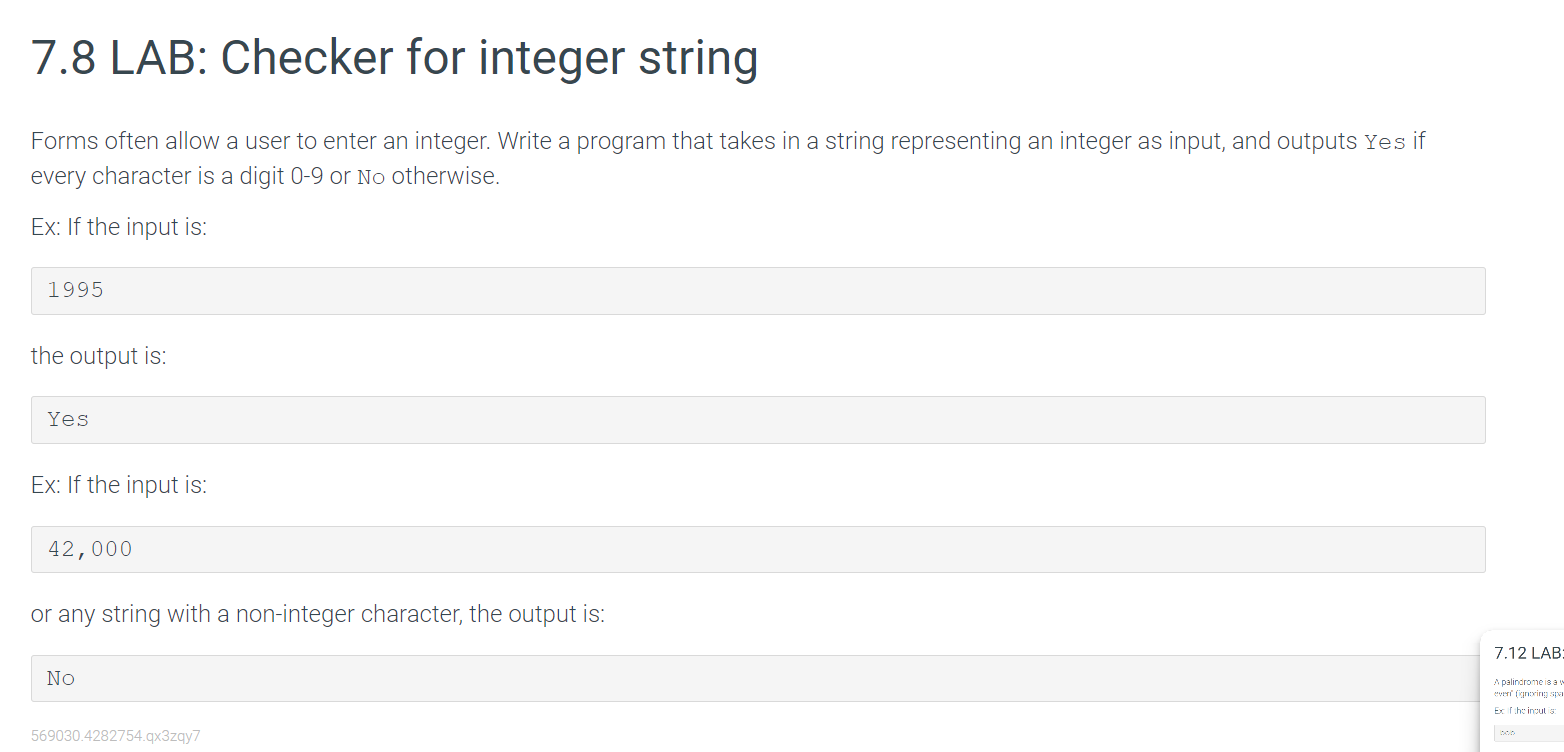 7.8 LAB: Checker for integer string
Forms often allow a user to enter an integer. Write a program that takes in a string representing an integer as input, and outputs Yes if
every character is a digit 0-9 or No otherwise.
Ex: If the input is:
1995
the output is:
Yes
Ex: If the input is:
42,000
or any string with a non-integer character, the output is:
No
569030.4282754.qx3zqy7
7.12 LAB:
A palindrome is a w
even" (ignoring spa
Ex: If the input is: